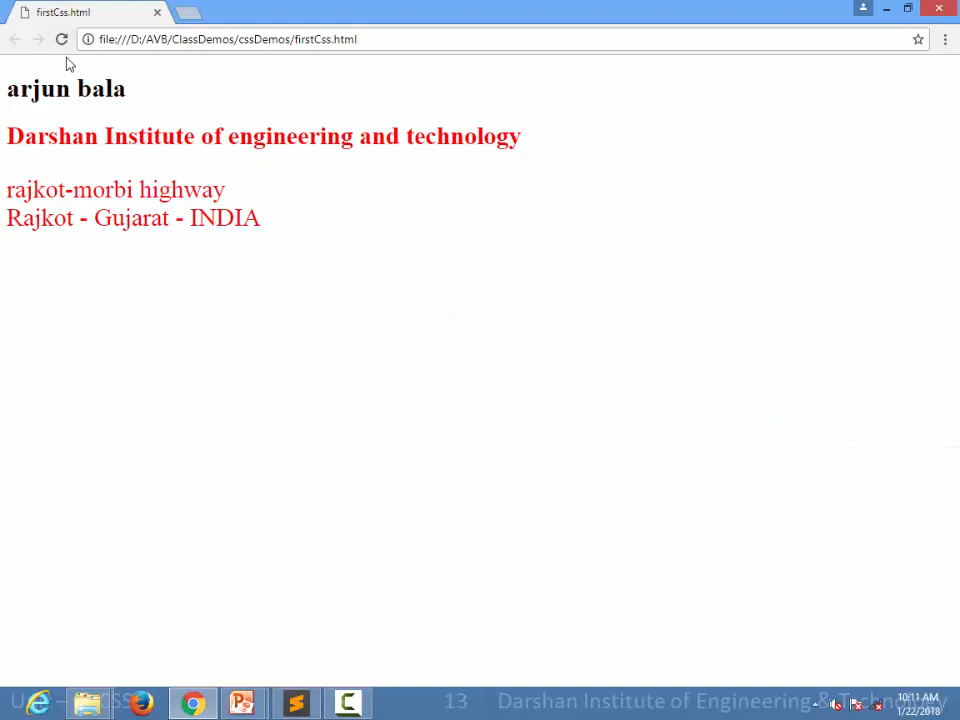 firstCss.html
file:///D:/AVB/ClassDemos/cssDemos/firstCss.html
arjun bala
Darshan Institute of engineering and technology
rajkot-morbi highway
Rajkot - Gujarat - INDIA
13 Darshan Institute of Engineering & Technology
10:11 AM
1/22/2018